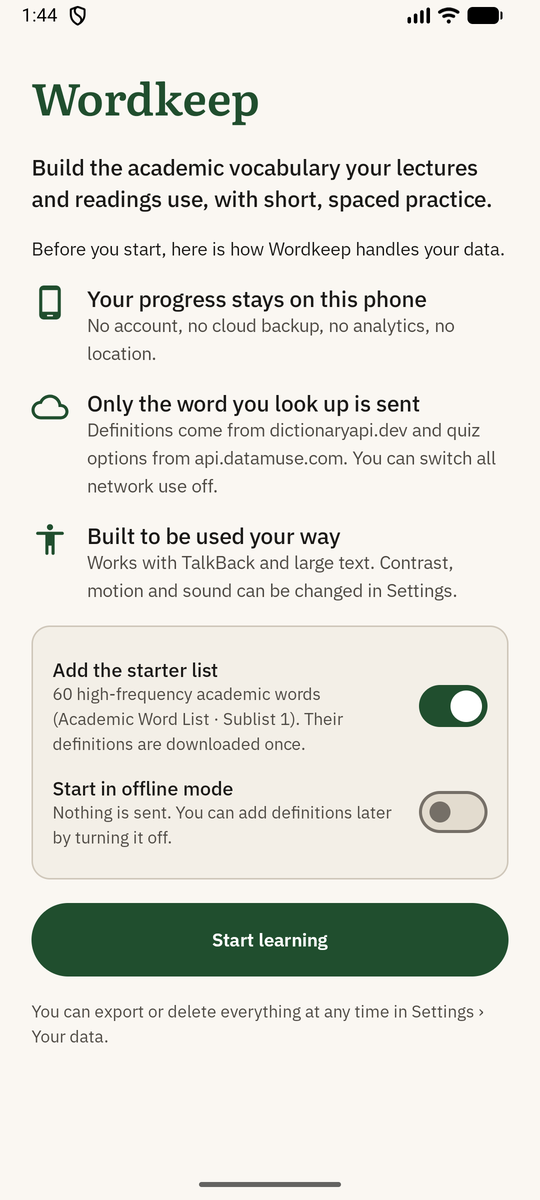 1:44
Wordkeep
Build the academic vocabulary your lectures
and readings use, with short, spaced practice.
Before you start, here is how Wordkeep handles your data.
Your progress stays on this phone
No account, no cloud backup, no analytics, no
location.
Only the word you look up is sent
Definitions come from dictionaryapi.dev and quiz
options from api.datamuse.com. You can switch all
network use off.
Built to be used your way
Works with TalkBack and large text. Contrast,
motion and sound can be changed in Settings.
Add the starter list
60 high-frequency academic words
(Academic Word List · Sublist 1). Their
definitions are downloaded once.
Start in offline mode
Nothing is sent. You can add definitions later
by turning it off.
Start learning
You can export or delete everything at any time in Settings ›
Your data.